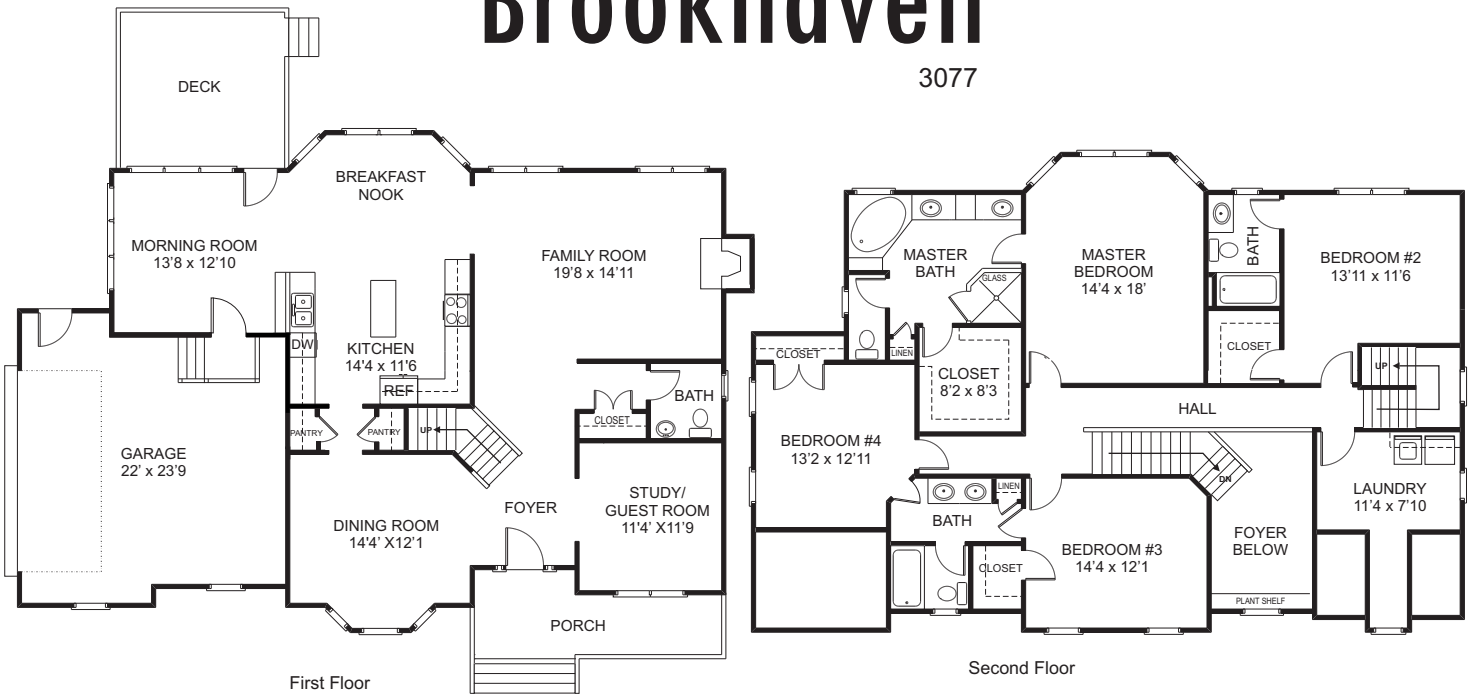 Brookhaven
3077
DECK
BREAKFAST
NOOK
MORNING ROOM
13'8 x 12'10
FAMILY ROOM
19'8 x 14'11
DW
KITCHEN
14'4 x 11'6
REF
PANTRY
PANTRY
UP
CLOSET
BATH
GARAGE
22' x 23'9
DINING ROOM
14'4' X12'1
FOYER
STUDY/
GUEST ROOM
11'4' X11'9
PORCH
First Floor
MASTER
BATH
GLASS
LINEN
MASTER
BEDROOM
14'4 x 18'
BATH
BEDROOM #2
13'11 x 11'6
CLOSET
CLOSET
8'2 x 8'3
CLOSET
UP
HALL
BEDROOM #4
13'2 x 12'11
DN
LINEN
BATH
LAUNDRY
11'4 x 7'10
FOYER
BELOW
BEDROOM #3
14'4 x 12'1
CLOSET
PLANT SHELF
Second Floor